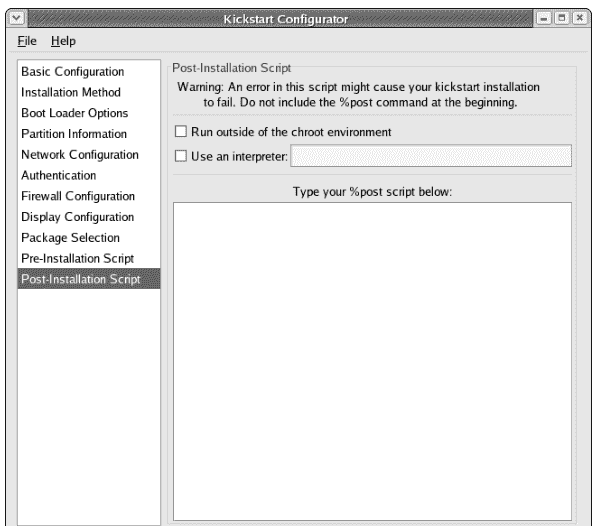 Kickstart Configurator
File Help
Basic Configuration
Installation Method
Boot Loader Options
Partition Information
Network Configuration
Authentication
Firewall Configuration
Display Configuration
Package Selection
Pre-Installation Script
Post-Installation Script
Post-Installation Script
Warning: An error in this script might cause your kickstart installation
to fail. Do not include the %post command at the beginning.
Run outside of the chroot environment
Use an interpreter:
Type your %post script below: